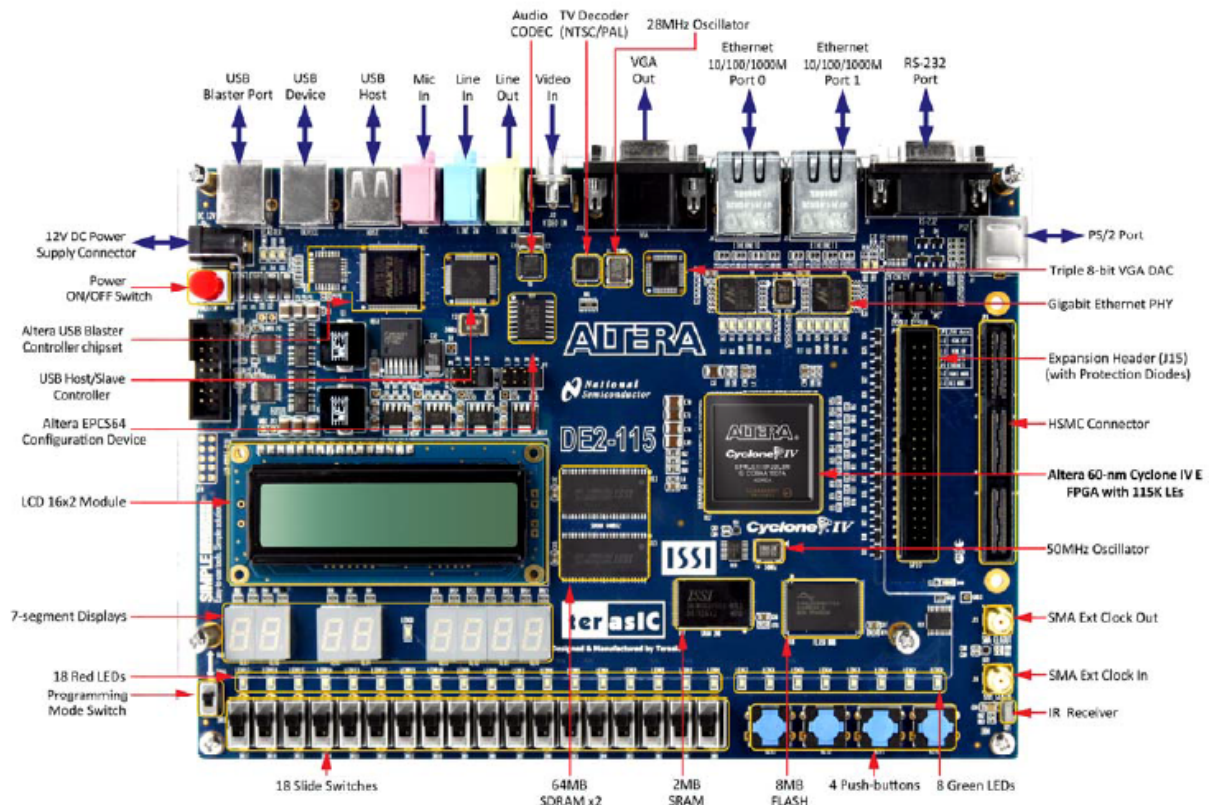 Audio
CODEC
TV Decoder
(NTSC/PAL)
28MHz Oscillator
USB
Blaster Port
USB
Device
USB
Host
Mic
In
Line
In
Line
Out
Video
In
VGA
Out
Ethernet
10/100/1000M
Port 0
Ethernet
10/100/1000M
Port 1
RS-232
Port
12V DC Power
Supply Connector
Power
ON/OFF Switch
Altera USB Blaster
Controller chipset
USB Host/Slave
Controller
Altera EPCS64
Configuration Device
LCD 16x2 Module
7-segment Displays
18 Red LEDs
Programming
Mode Switch
PS/2 Port
Triple 8-bit VGA DAC
Gigabit Ethernet PHY
Expansion Header (J15)
(with Protection Diodes)
HSMC Connector
Altera 60-nm Cyclone IV E
FPGA with 115K LEs
50MHz Oscillator
SMA Ext Clock Out
SMA Ext Clock In
IR Receiver
ALTERA
National
Semiconductor
DE2-115
ALTERA
Cyclone IV
Cyclone IV
ISSI
ISSI
terasIC
18 Slide Switches
64MB
SDRAM x2
2MB
SRAM
8MB
FLASH
4 Push-buttons
8 Green LEDs